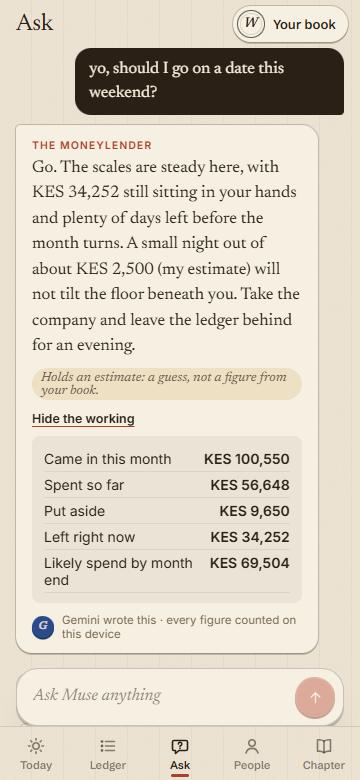 Ask
W
Your book
yo, should I go on a date this
weekend?
THE MONEYLENDER
Go. The scales are steady here, with
KES 34,252 still sitting in your hands
and plenty of days left before the
month turns. A small night out of
about KES 2,500 (my estimate) will
not tilt the floor beneath you. Take the
company and leave the ledger behind
for an evening.
Holds an estimate: a guess, not a figure from
your book.
Hide the working
Came in this month KES 100,550
Spent so far KES 56,648
Put aside KES 9,650
Left right now KES 34,252
Likely spend by month KES 69,504
end
G
Gemini wrote this · every figure counted on
this device
Ask Muse anything
Today Ledger Ask People Chapter